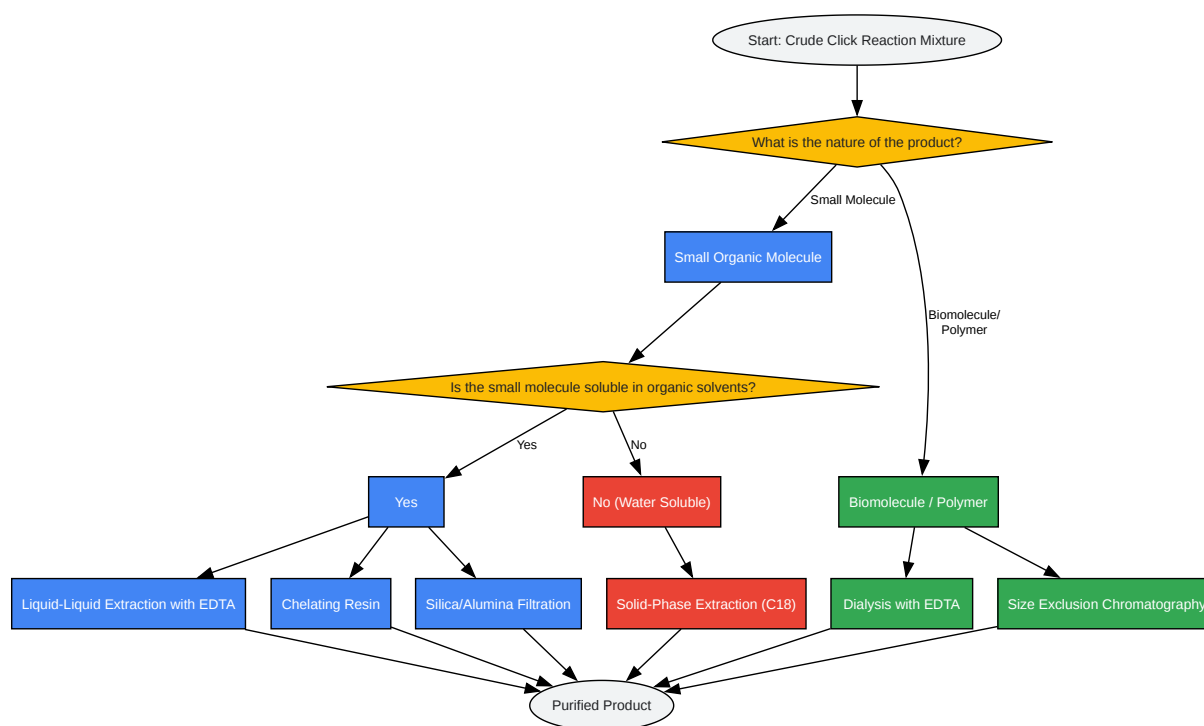 Start: Crude Click Reaction Mixture
What is the nature of the product?
Small Molecule
Small Organic Molecule
Biomolecule/
Polymer
Is the small molecule soluble in organic solvents?
Yes
No
Yes
No (Water Soluble)
Biomolecule / Polymer
Liquid-Liquid Extraction with EDTA
Chelating Resin
Silica/Alumina Filtration
Solid-Phase Extraction (C18)
Dialysis with EDTA
Size Exclusion Chromatography
Purified Product